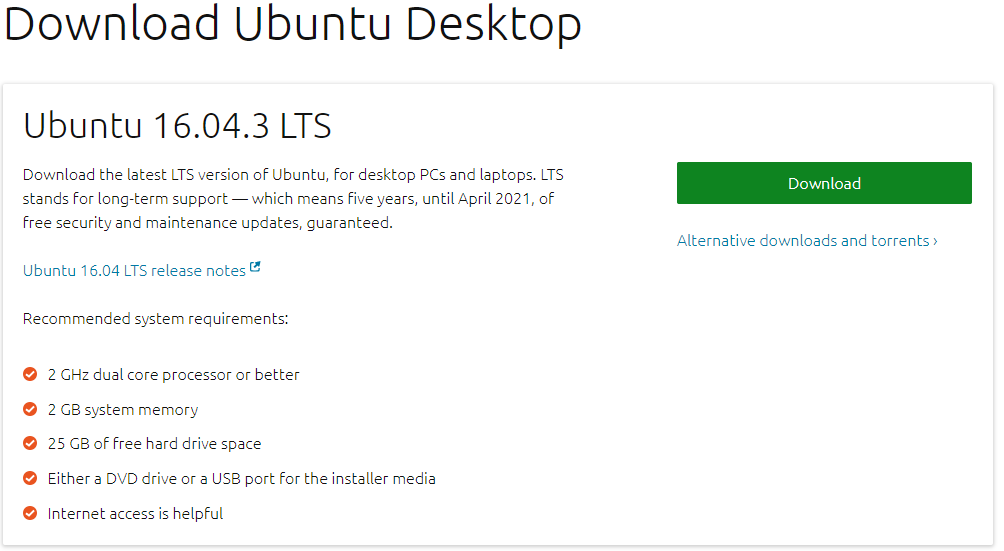 Download Ubuntu Desktop
Ubuntu 16.04.3 LTS
Download the latest LTS version of Ubuntu, for desktop PCs and laptops. LTS
stands for long-term support — which means five years, until April 2021, of
free security and maintenance updates, guaranteed.
Ubuntu 16.04 LTS release notes
Recommended system requirements:
2 GHz dual core processor or better
2 GB system memory
25 GB of free hard drive space
Either a DVD drive or a USB port for the installer media
Internet access is helpful
Download
Alternative downloads and torrents ›